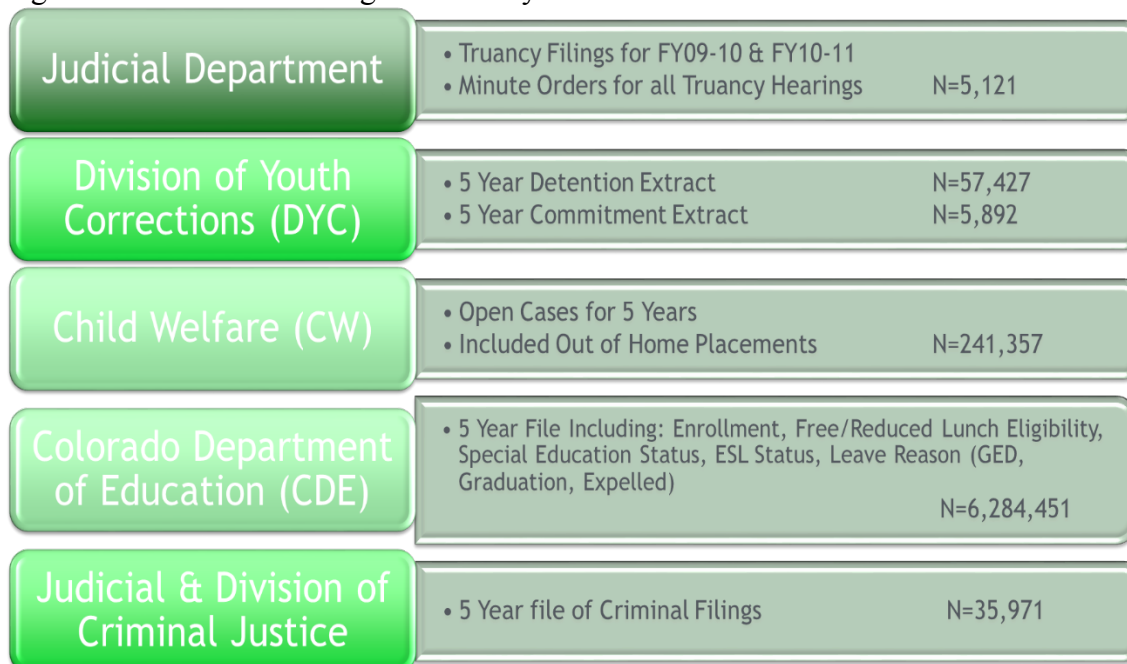 Judicial Department
• Truancy Filings for FY09-10 & FY10-11
• Minute Orders for all Truancy Hearings N=5,121
Division of Youth
Corrections (DYC)
• 5 Year Detention Extract N=57,427
• 5 Year Commitment Extract N=5,892
Child Welfare (CW)
• Open Cases for 5 Years
• Included Out of Home Placements N=241,357
Colorado Department
of Education (CDE)
• 5 Year File Including: Enrollment, Free/Reduced Lunch Eligibility,
Special Education Status, ESL Status, Leave Reason (GED,
Graduation, Expelled)
N=6,284,451
Judicial & Division of
Criminal Justice
• 5 Year file of Criminal Filings N=35,971